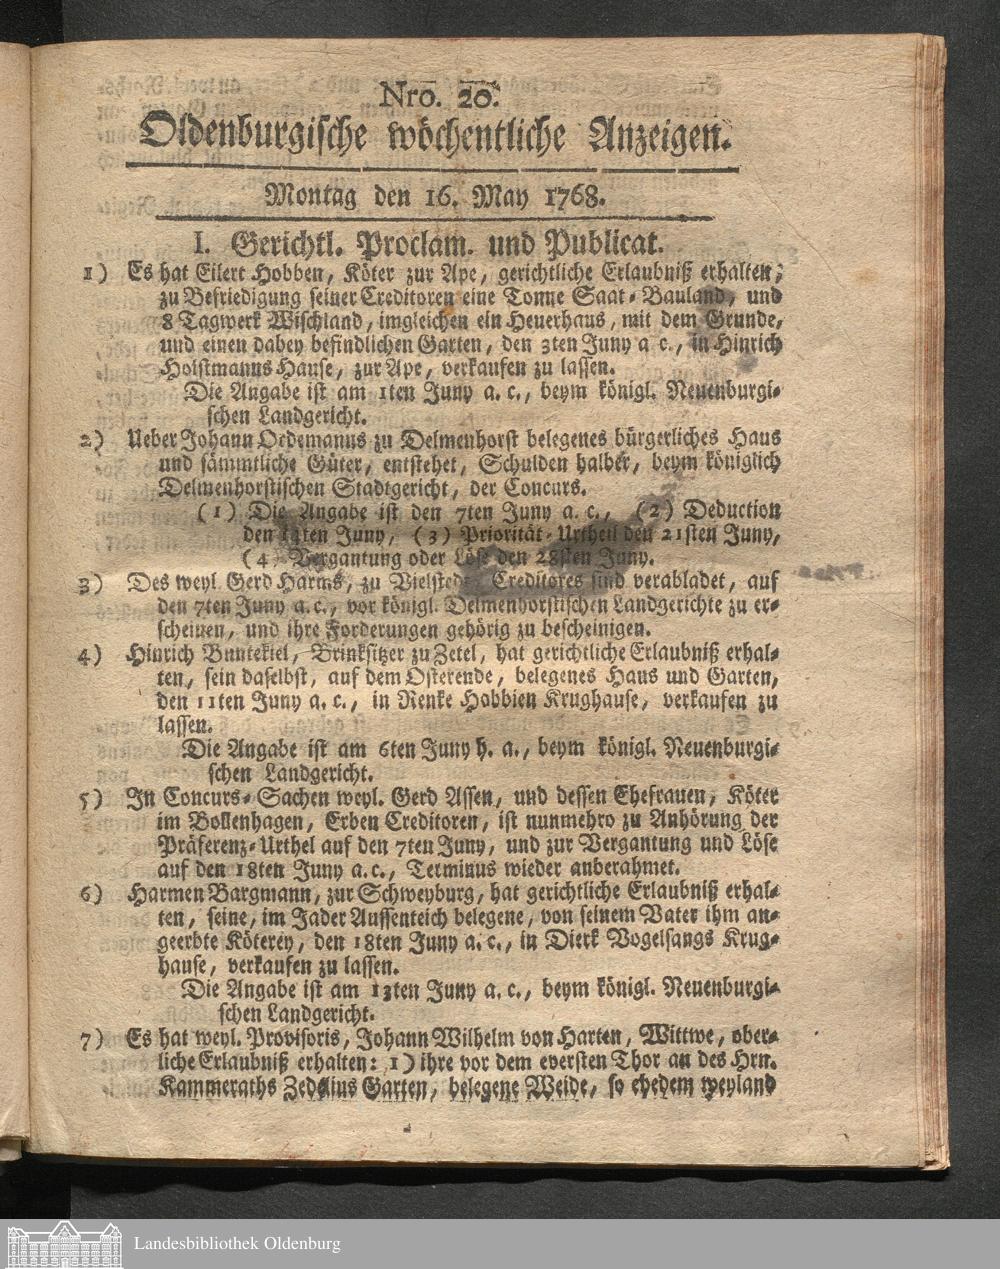 Nro. 20.
Oldenburgische wöchentliche Anzeigen.
Montag den 16. May 1768.
I. Gerichtl. Proclam. und Publicat.
1) Es hat Eilert Hobben, Köter zur Ape, gerichtliche Erlaubniß erhalten,
zu Befriedigung seiner Creditoren eine Tonne Saat-Bauland, und
8 Tagwerk Wischland, imgleichen ein Heuerhaus, mit dem Grunde,
und einen dabey befindlichen Garten, den 3ten Juny a c., in Hinrich
Holstmanns Hause, zur Ape, verkaufen zu lassen.
Die Angabe ist am 1ten Juny a. c., beym königl. Neuenburgi-
schen Landgericht.
2) Ueber Johann Oedemanns zu Delmenhorst belegenes bürgerliches Haus
und sämmtliche Güter, entstehet, Schulden halber, beym königlich
Delmenhorstischen Stadtgericht, der Concurs.
(1) Die Angabe ist den 7ten Juny a. c., (2) Deduction
den 14ten Juny, (3) Priorität-Urtheil den 21sten Juny,
(4 Vergantung oder Löse den 28sten Juny.
3) Des weyl. Gerd Harms, zu Vielstedt, Creditores sind verabladet, auf
den 7ten Juny a. c., vor königl. Delmenhorstischen Landgerichte zu er-
scheinen, und ihre Forderungen gehörig zu bescheinigen.
4) Hinrich Buntekiel, Brinksitzer zu Zetel, hat gerichtliche Erlaubniß erhal-
ten, sein daselbst, auf dem Osterende, belegenes Haus und Garten,
den 11ten Juny a. c., in Renke Hobbien Krughause, verkaufen zu
lassen.
Die Angabe ist am 6ten Juny h. a., beym königl. Neuenburgi-
schen Landgericht.
5) In Concurs-Sachen weyl. Gerd Assen, und dessen Ehefrauen, Köter
im Bollenhagen, Erben Creditoren, ist nunmehro zu Anhörung der
Präferenz-Urthel auf den 7ten Juny, und zur Vergantung und Löse
auf den 18ten Juny a. c., Terminus wieder anberahmet.
6) Harmen Bargmann, zur Schweyburg, hat gerichtliche Erlaubniß erhal-
ten, seine, im Jader Aussenteich belegene, von seinem Vater ihm an-
geerbte Köterey, den 18ten Juny a. c., in Dierk Vogelsangs Krug-
hause, verkaufen zu lassen.
Die Angabe ist am 13ten Juny a. c., beym königl. Neuenburgi-
schen Landgericht.
7) Es hat weyl. Provisoris, Johann Wilhelm von Harten, Wittwe, ober-
liche Erlaubniß erhalten: 1) ihre vor dem eversten Thor an des Hrn.
Kammeraths Zedelius Garten, belegene Weide, so ehedem weyland
Landesbibliothek Oldenburg